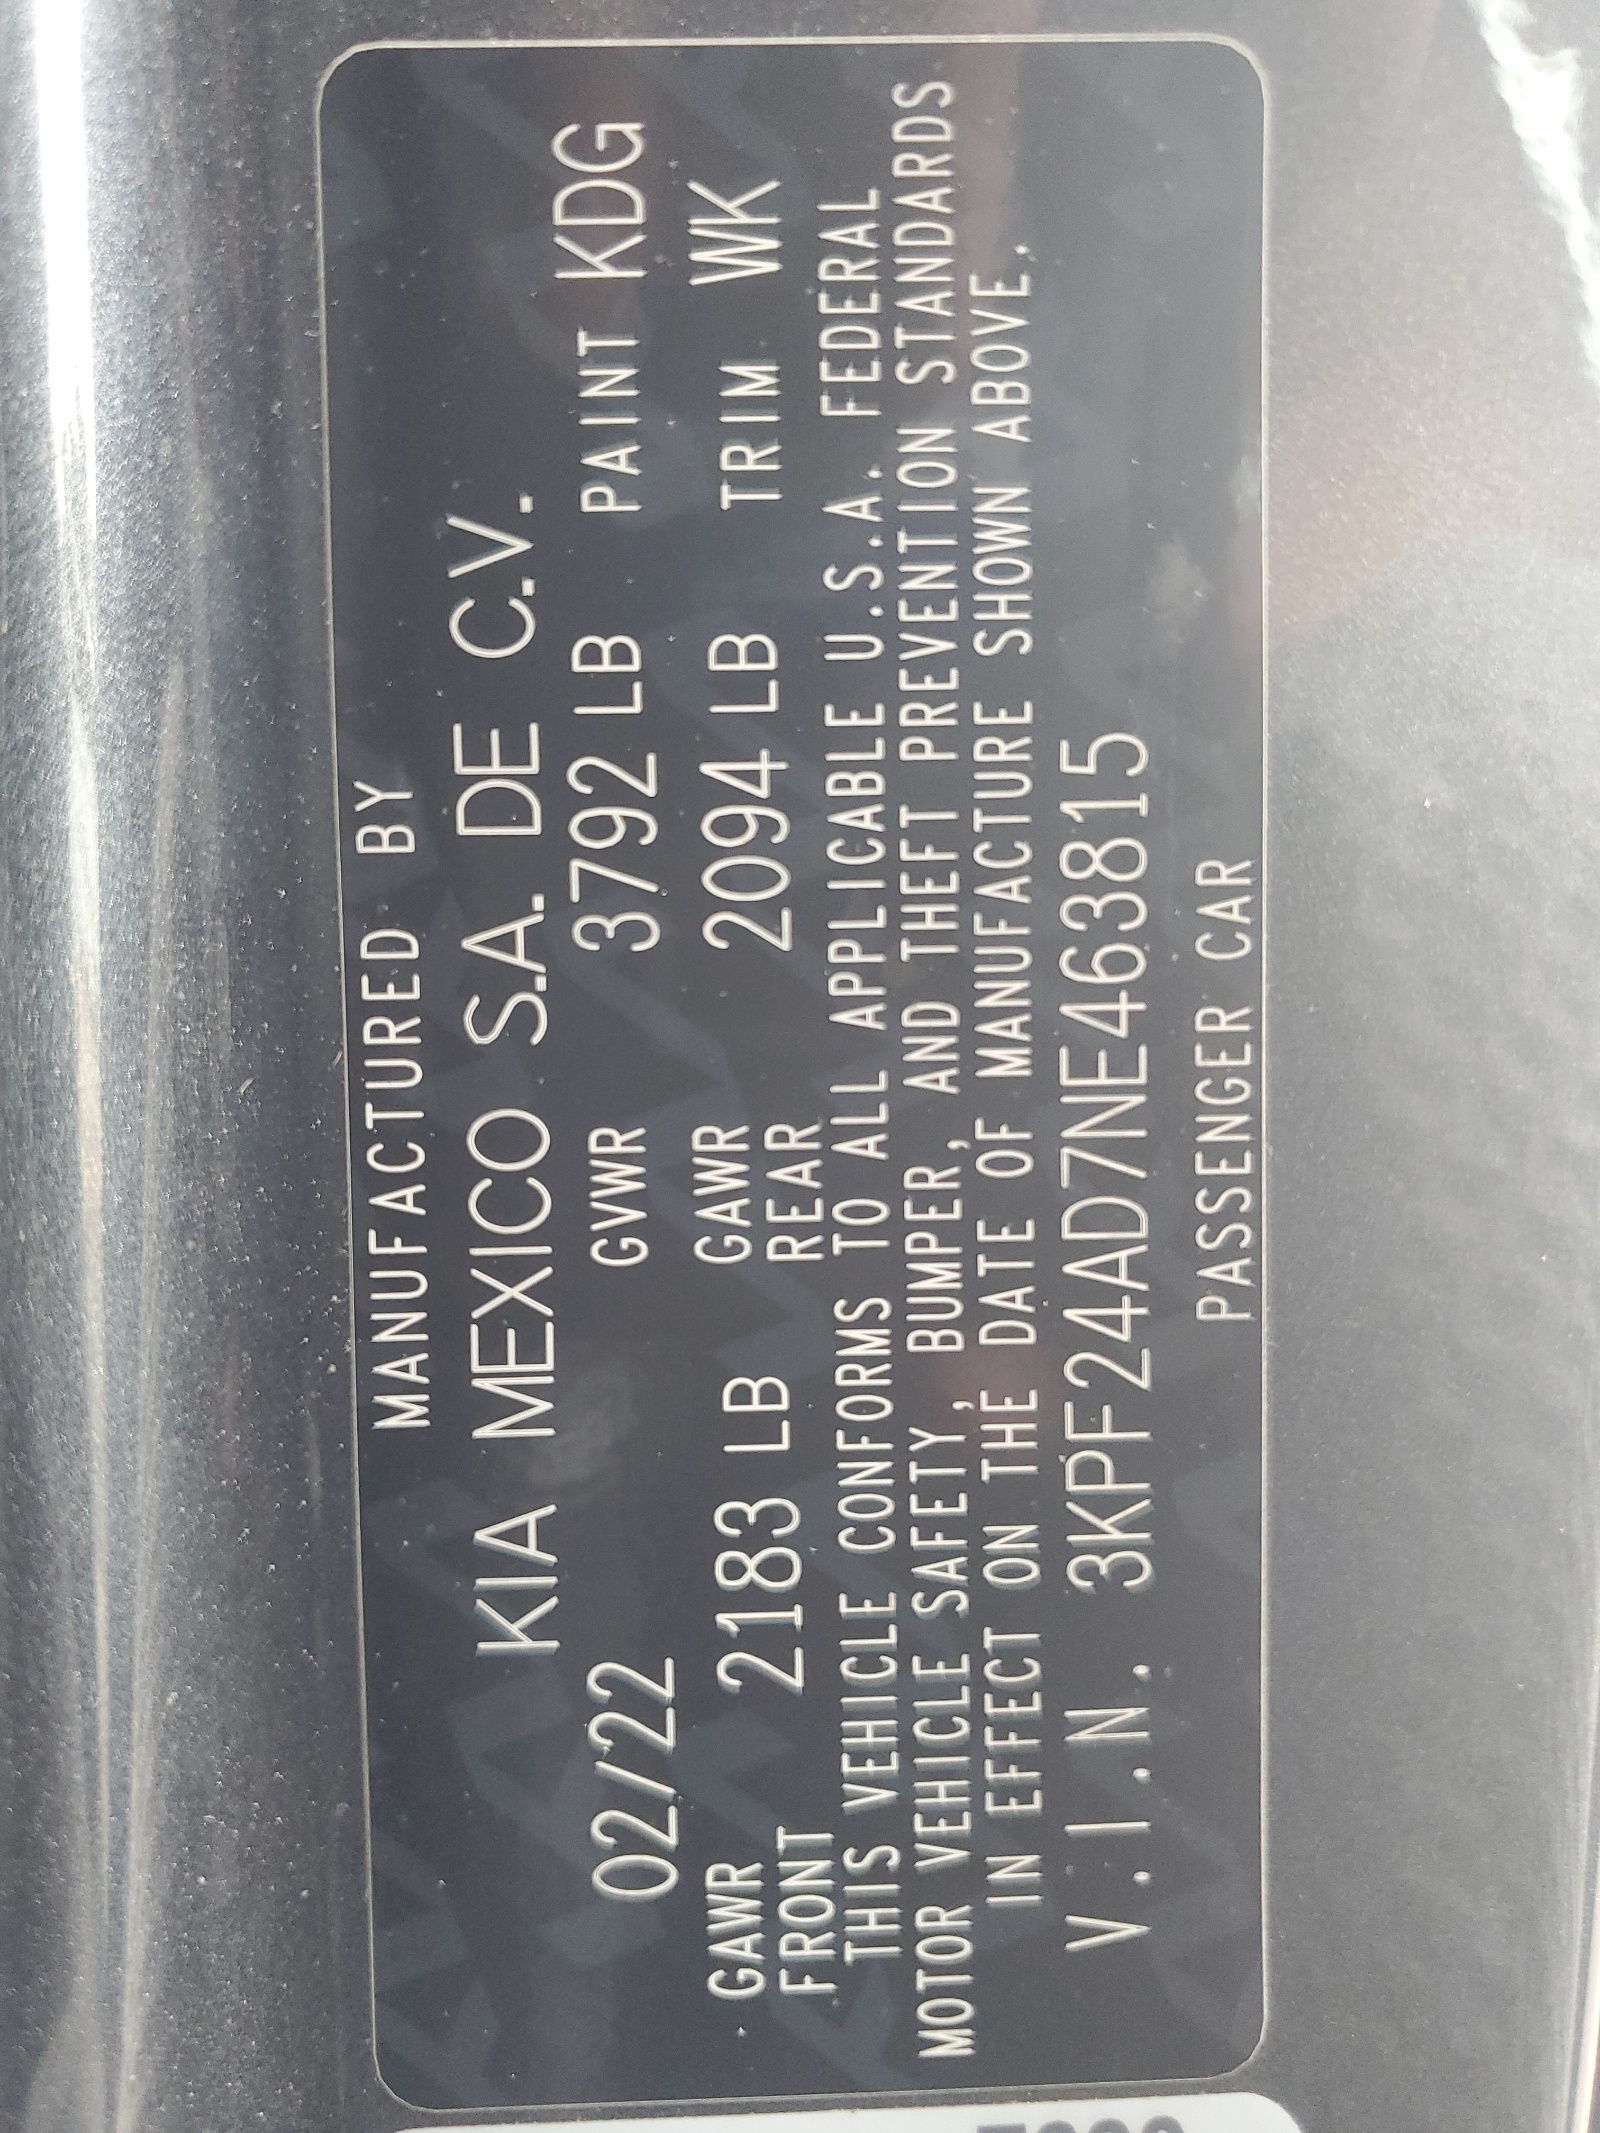 MANUFACTURED BY
KIA MEXICO S.A. DE C.V.
02/22 GVWR 3792 LB PAINT KDG
GAWR FRONT 2183 LB GAWR REAR 2094 LB TRIM WK
THIS VEHICLE CONFORMS TO ALL APPLICABLE U.S.A. FEDERAL
MOTOR VEHICLE SAFETY, BUMPER, AND THEFT PREVENTION STANDARDS
IN EFFECT ON THE DATE OF MANUFACTURE SHOWN ABOVE.
V.I.N. 3KPF24AD7NE463815
PASSENGER CAR